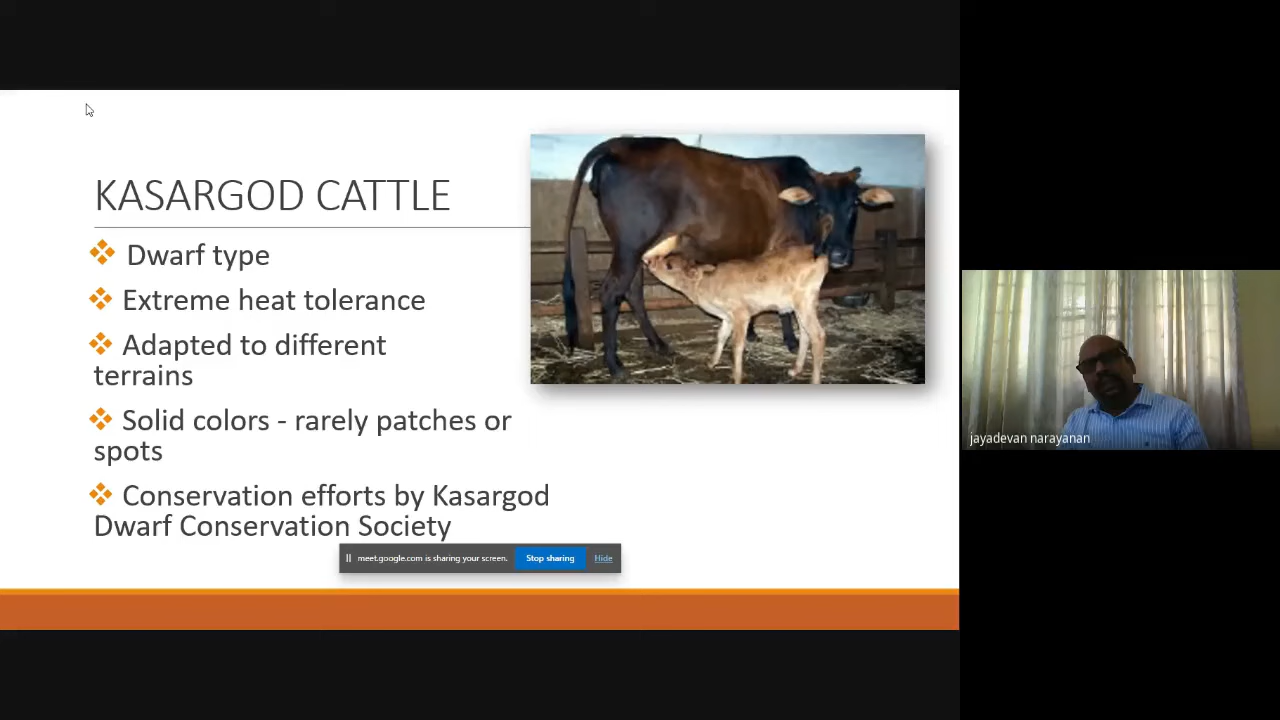 KASARGOD CATTLE
Dwarf type
Extreme heat tolerance
Adapted to different
terrains
Solid colors - rarely patches or
spots
Conservation efforts by Kasargod
Dwarf Conservation Society
meet.google.com is sharing your screen. Stop sharing Hide
jayadevan narayanan